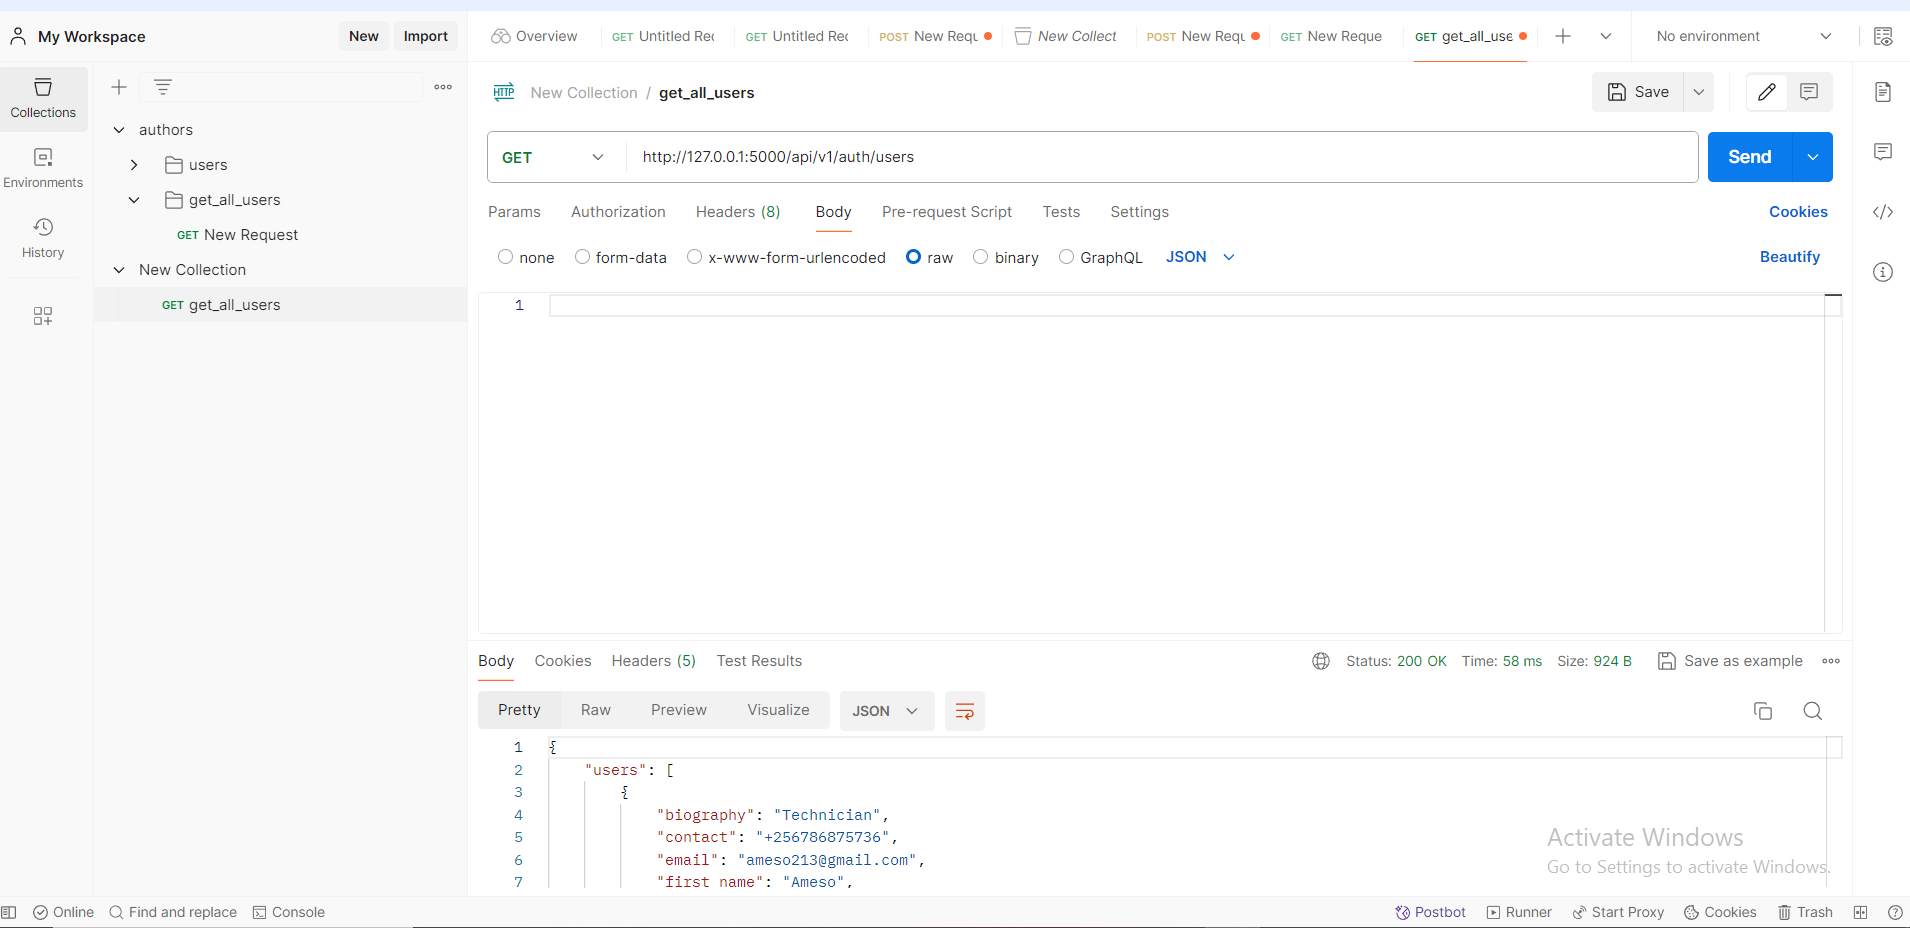 My Workspace New Import
Overview GET Untitled Rec GET Untitled Rec POST New Requ New Collect POST New Requ GET New Reque GET get_all_use No environment
Collections
Environments
History
authors
users
get_all_users
GET New Request
New Collection
GET get_all_users
HTTP New Collection / get_all_users Save
GET http://127.0.0.1:5000/api/v1/auth/users Send
Params Authorization Headers (8) Body Pre-request Script Tests Settings Cookies
none form-data x-www-form-urlencoded raw binary GraphQL JSON Beautify
1
Body Cookies Headers (5) Test Results Status: 200 OK Time: 58 ms Size: 924 B Save as example
Pretty Raw Preview Visualize JSON
1 {
2 "users": [
3 {
4 "biography": "Technician",
5 "contact": "+256786875736",
6 "email": "ameso213@gmail.com",
7 "first name": "Ameso",
Activate Windows
Go to Settings to activate Windows.
Online Find and replace Console Postbot Runner Start Proxy Cookies Trash